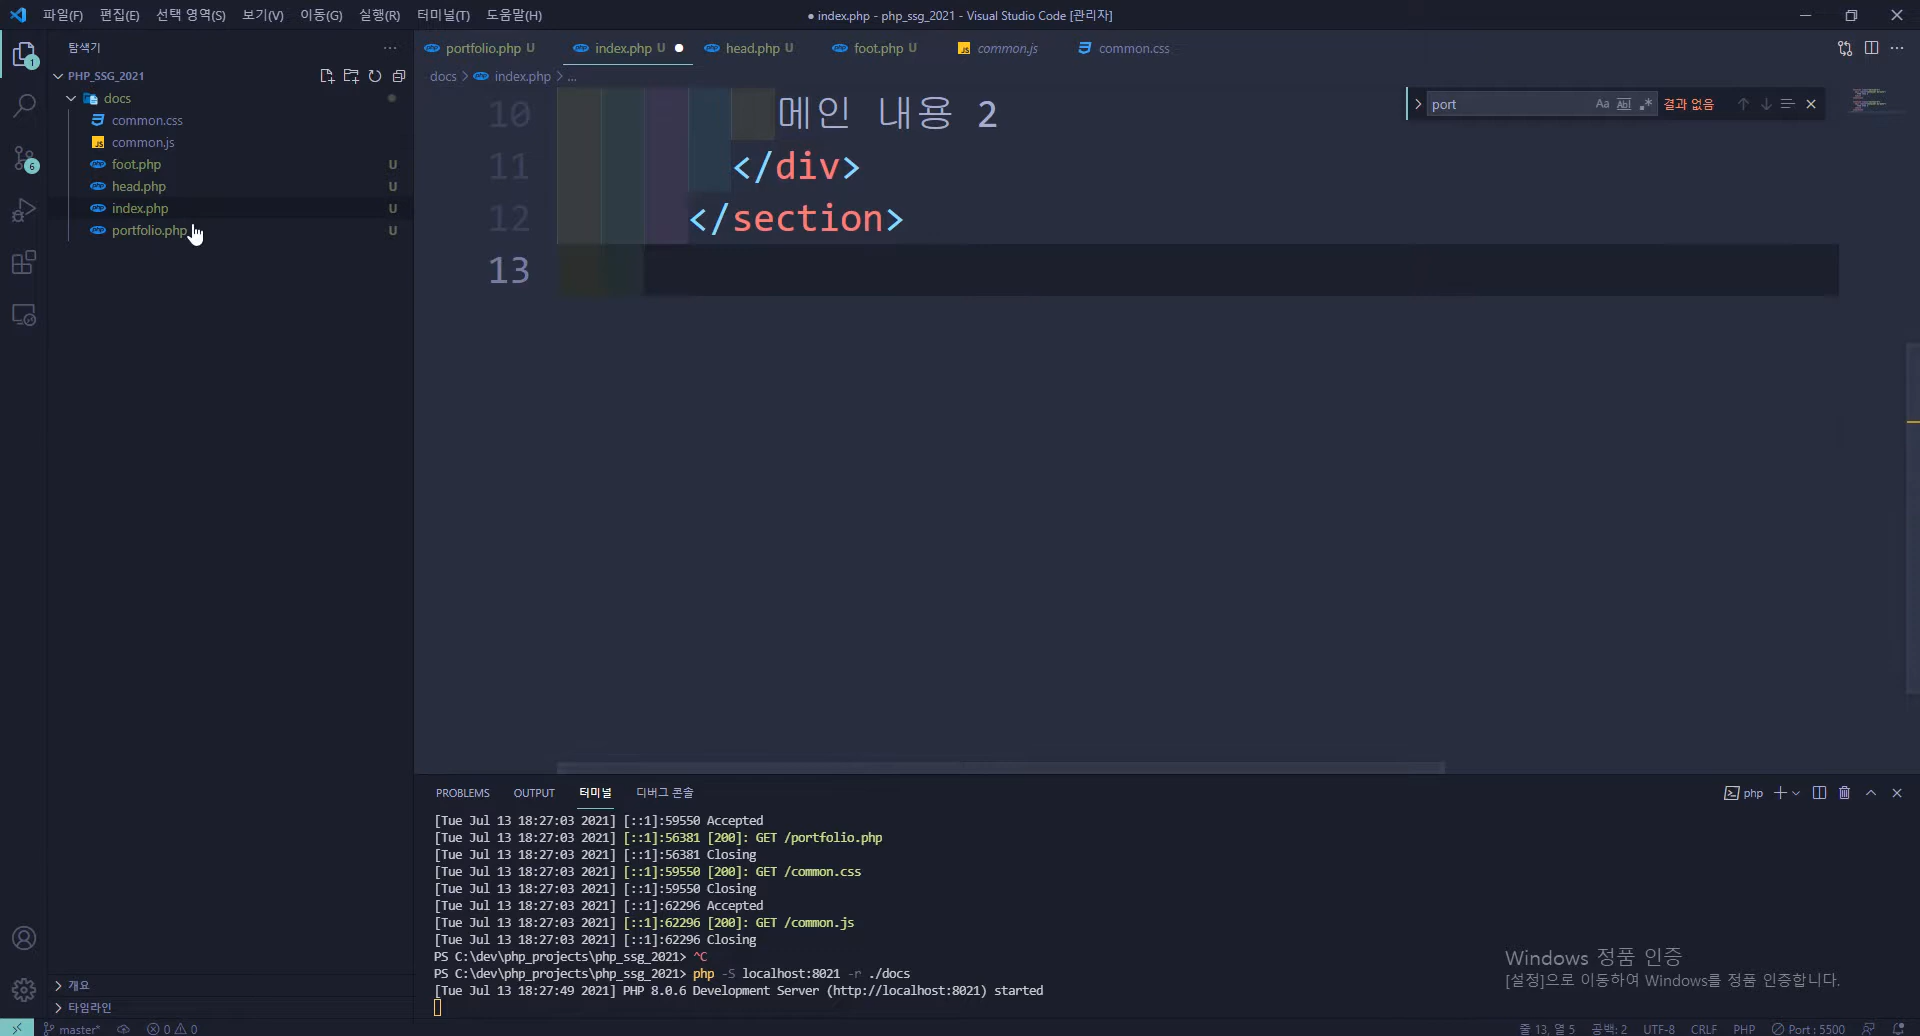 파일(F) 편집(E) 선택 영역(S) 보기(V) 이동(G) 실행(R) 터미널(T) 도움말(H)
● index.php - php_ssg_2021 - Visual Studio Code [관리자]
탐색기
PHP_SSG_2021
docs
common.css
common.js
foot.php U
head.php U
index.php U
portfolio.php U
개요
타임라인
portfolio.php U index.php U head.php U foot.php U common.js common.css
docs > index.php > ...
port
결과 없음
10 메인 내용 2
11 </div>
12 </section>
13
PROBLEMS OUTPUT 터미널 디버그 콘솔
php
[Tue Jul 13 18:27:03 2021] [::1]:59550 Accepted
[Tue Jul 13 18:27:03 2021] [::1]:56381 [200]: GET /portfolio.php
[Tue Jul 13 18:27:03 2021] [::1]:56381 Closing
[Tue Jul 13 18:27:03 2021] [::1]:59550 [200]: GET /common.css
[Tue Jul 13 18:27:03 2021] [::1]:59550 Closing
[Tue Jul 13 18:27:03 2021] [::1]:62296 Accepted
[Tue Jul 13 18:27:03 2021] [::1]:62296 [200]: GET /common.js
[Tue Jul 13 18:27:03 2021] [::1]:62296 Closing
PS C:\dev\php_projects\php_ssg_2021> ^C
PS C:\dev\php_projects\php_ssg_2021> php -S localhost:8021 -r ./docs
[Tue Jul 13 18:27:49 2021] PHP 8.0.6 Development Server (http://localhost:8021) started
Windows 정품 인증
[설정]으로 이동하여 Windows를 정품 인증합니다.
master* 0 0 줄 13, 열 5 공백: 2 UTF-8 CRLF PHP Port : 5500